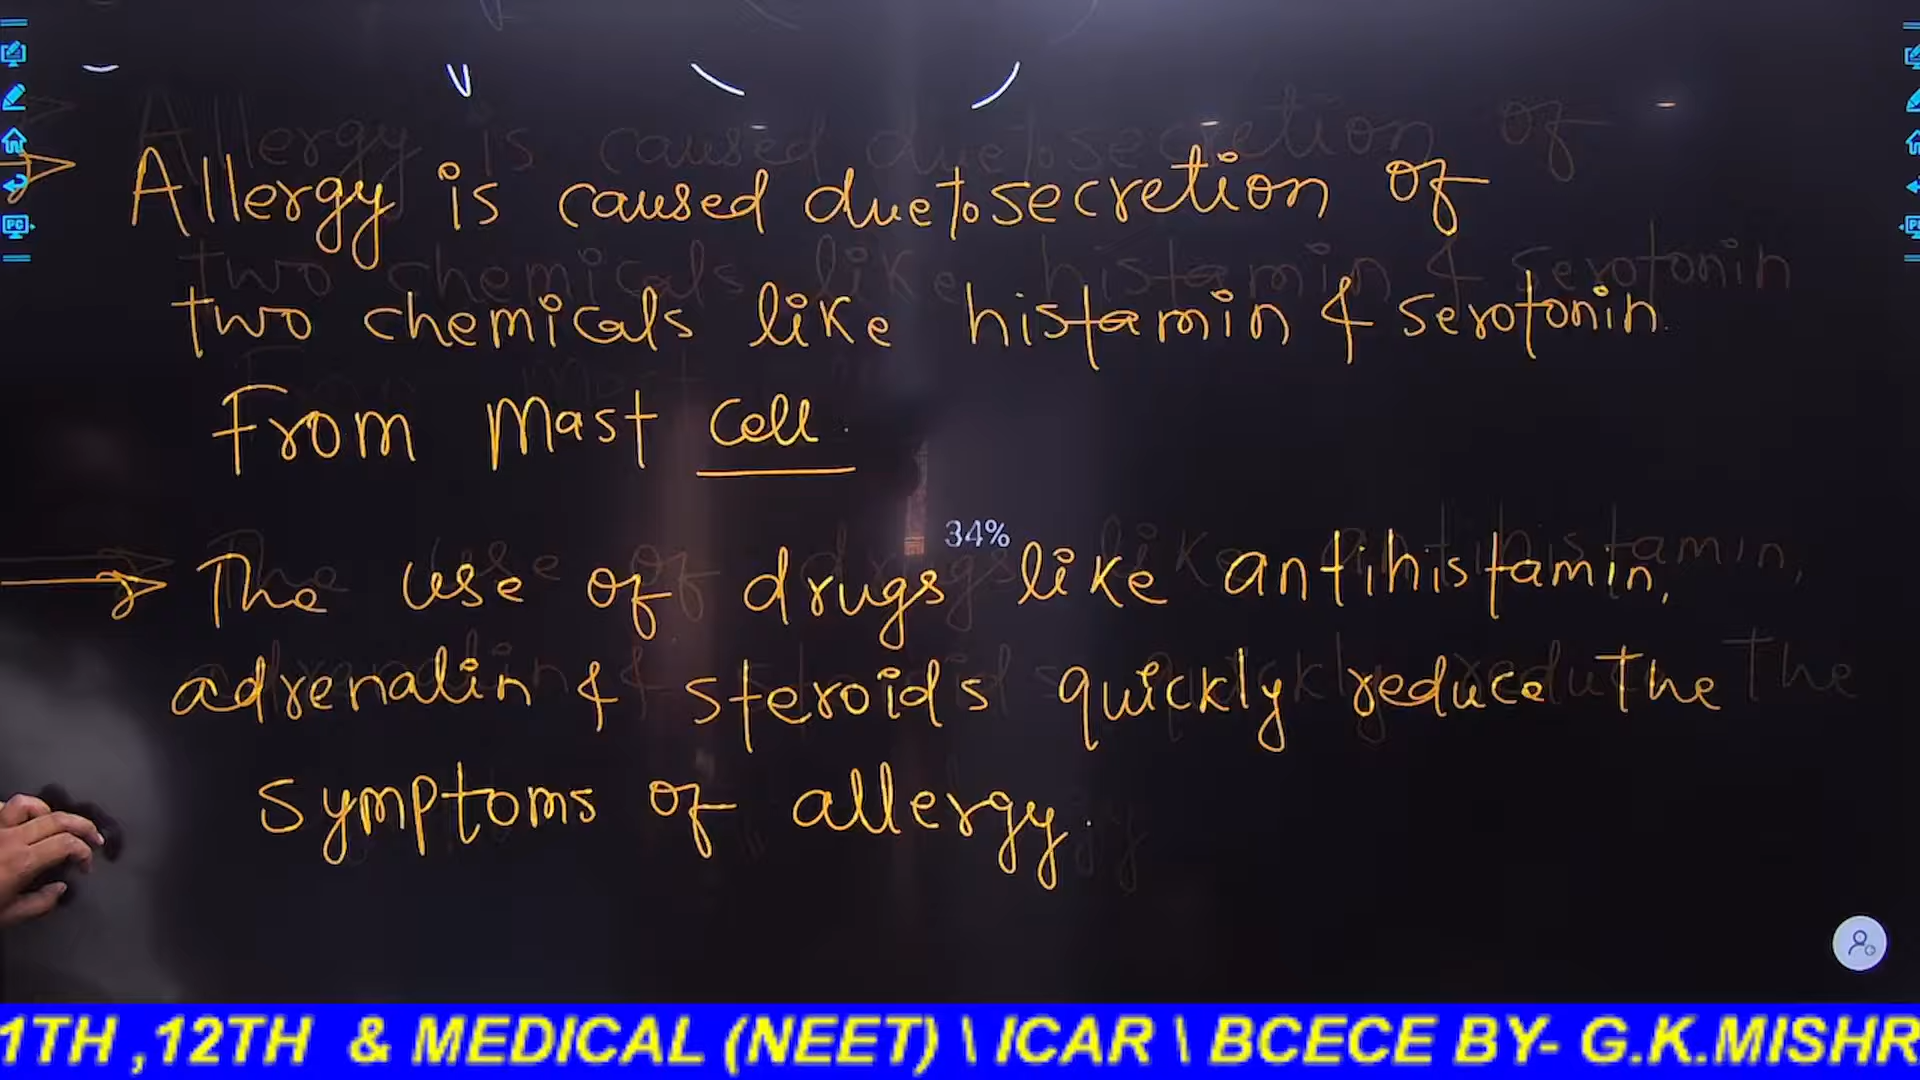 Allergy is caused due to secretion of
two chemicals like histamin & serotonin
From Mast Cell
34%
The use of drugs like antihistamin,
adrenalin & steroids quickly reduce the
symptoms of allergy.
1TH ,12TH & MEDICAL (NEET) \ ICAR \ BCECE BY- G.K.MISHR